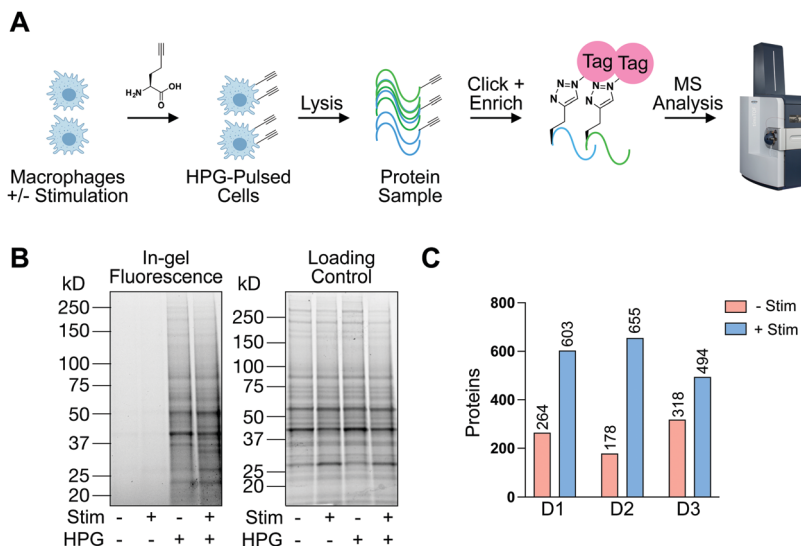 A
H₂N
OH
O
Lysis
Click +
Enrich
Tag Tag
N=N
N
N=N
N
MS
Analysis
Macrophages
+/- Stimulation
HPG-Pulsed
Cells
Protein
Sample
B
In-gel
Fluorescence
Loading
Control
kD
250
150
100
75
50
37
25
20
kD
250
150
100
75
50
37
25
20
Stim - + - + - + - +
HPG - - + + - - + +
C
Proteins
800
600
400
200
0
264
603
178
655
318
494
D1 D2 D3
- Stim
+ Stim